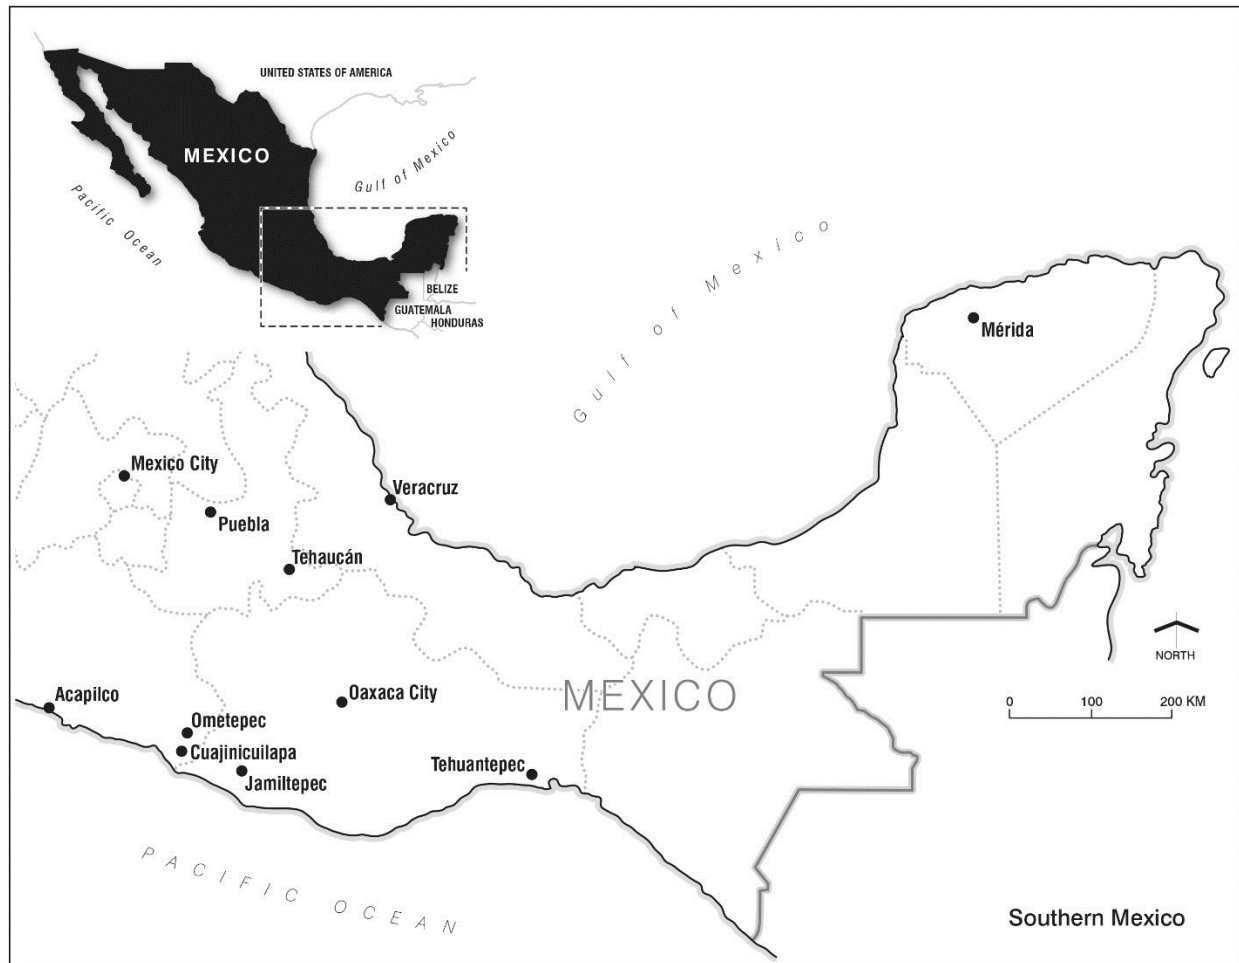 UNITED STATES OF AMERICA
MEXICO
Gulf of Mexico
Pacific Ocean
BELIZE
GUATEMALA
HONDURAS
Gulf of Mexico
Mérida
Mexico City
Veracruz
Puebla
Tehaucán
MEXICO
NORTH
Acapilco
Oaxaca City
0 100 200 KM
Ometepec
Cuajinicuilapa
Tehuantepec
Jamiltepec
PACIFIC OCEAN
Southern Mexico